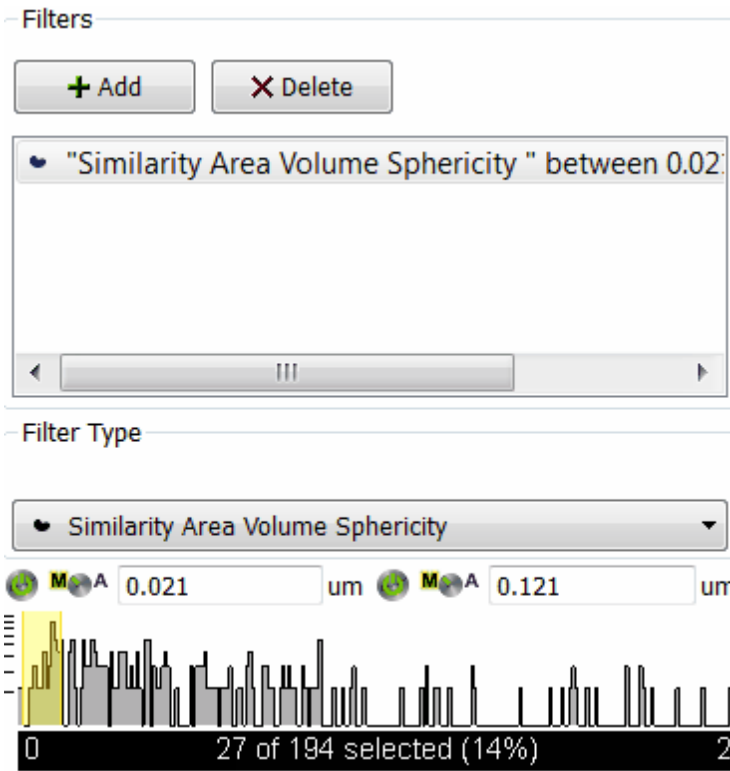 Filters
Add
Delete
"Similarity Area Volume Sphericity " between 0.02
Filter Type
Similarity Area Volume Sphericity
M A 0.021 um M A 0.121 um
0 27 of 194 selected (14%) 2